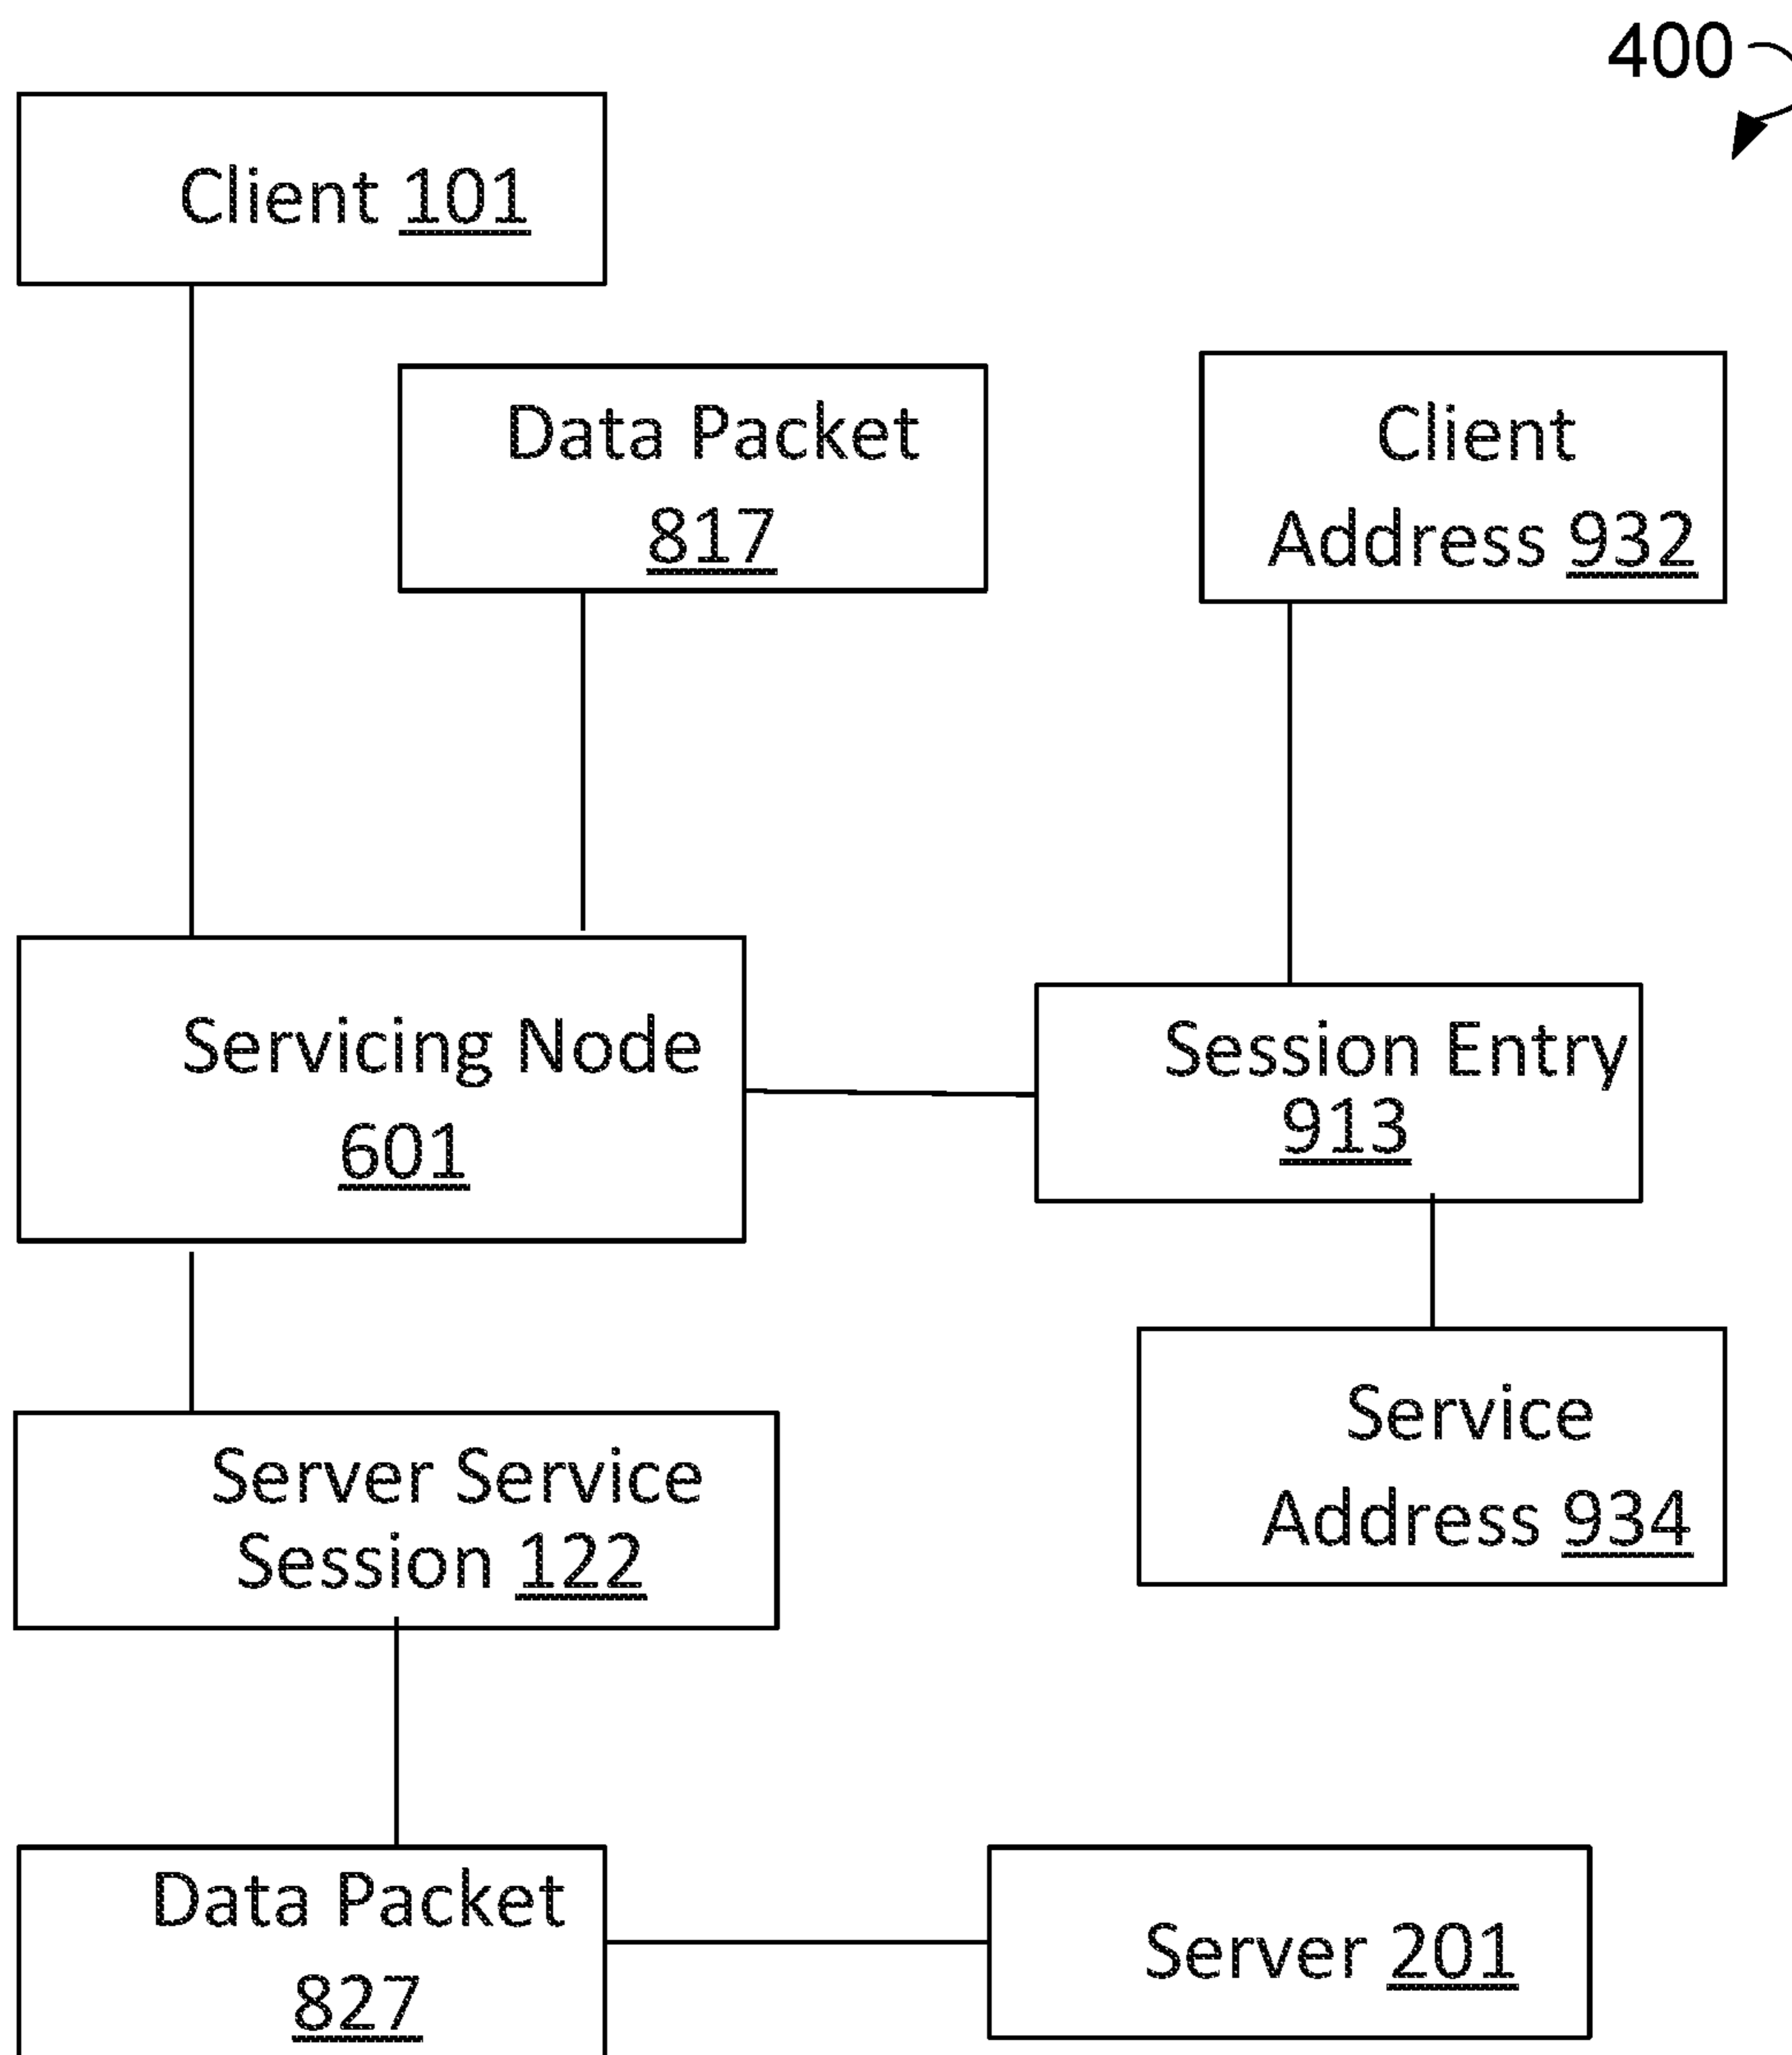 400
Client 101
Data Packet
817
Client
Address 932
Servicing Node
601
Session Entry
913
Service
Address 934
Server Service
Session 122
Data Packet
827
Server 201